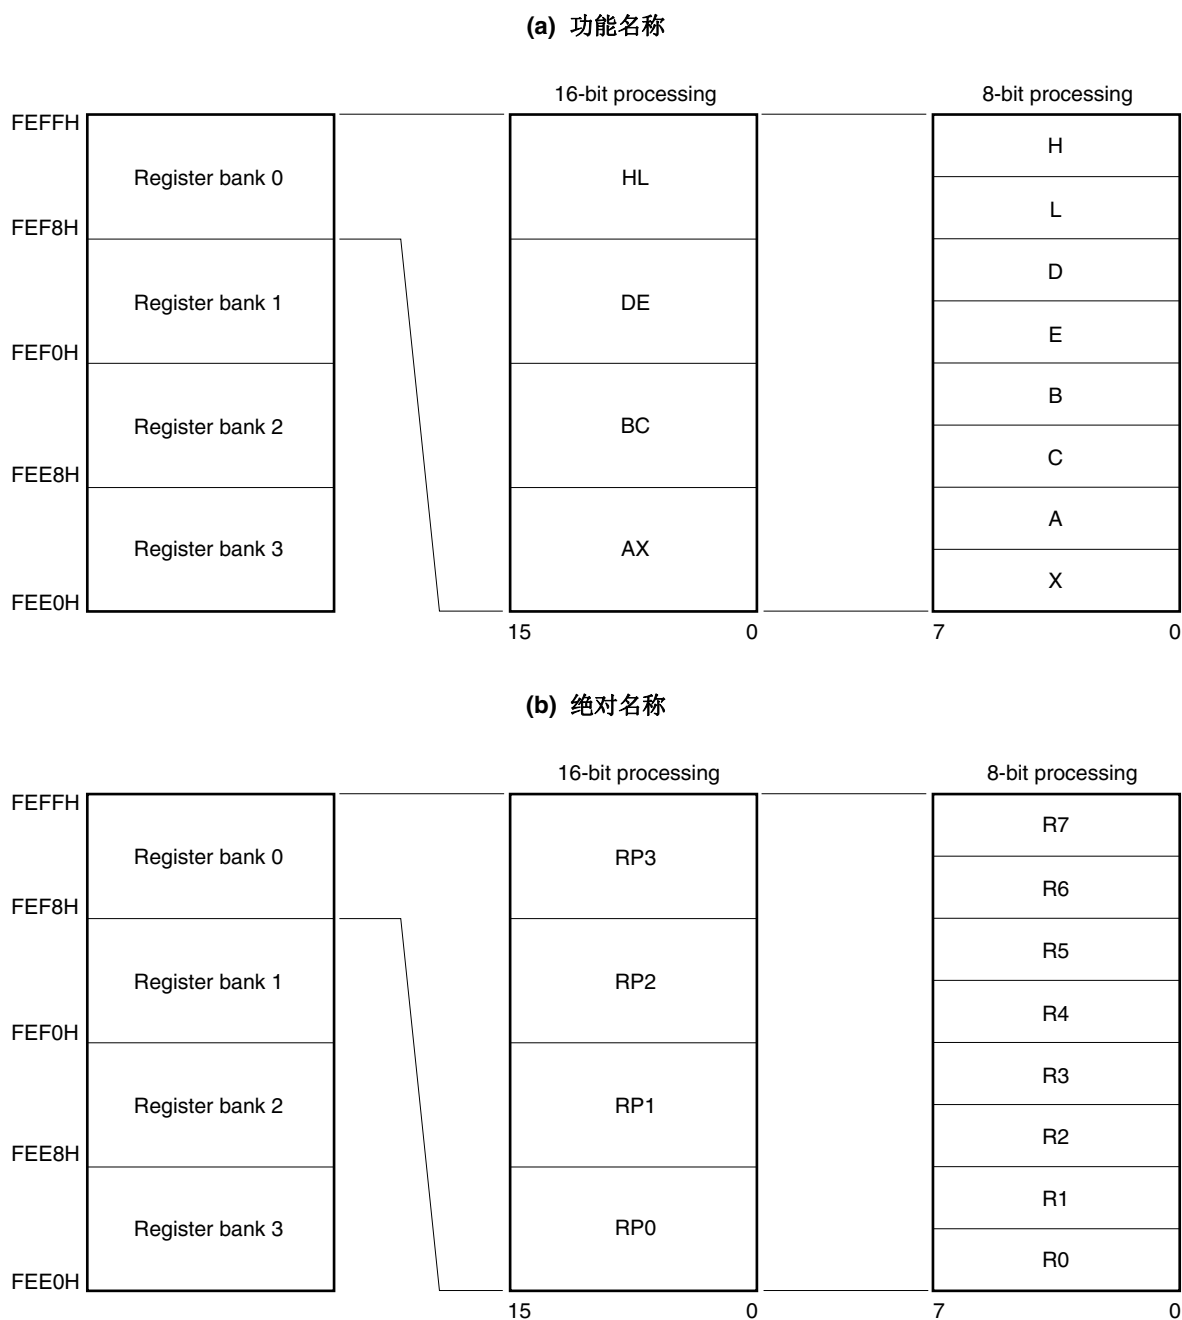 (a) 功能名称
16-bit processing
8-bit processing
FEFFH
Register bank 0
HL
H
L
FEF8H
Register bank 1
DE
D
E
FEF0H
Register bank 2
BC
B
C
FEE8H
Register bank 3
AX
A
X
FEE0H
15
0
7
0
(b) 绝对名称
16-bit processing
8-bit processing
FEFFH
Register bank 0
RP3
R7
R6
FEF8H
Register bank 1
RP2
R5
R4
FEF0H
Register bank 2
RP1
R3
R2
FEE8H
Register bank 3
RP0
R1
R0
FEE0H
15
0
7
0